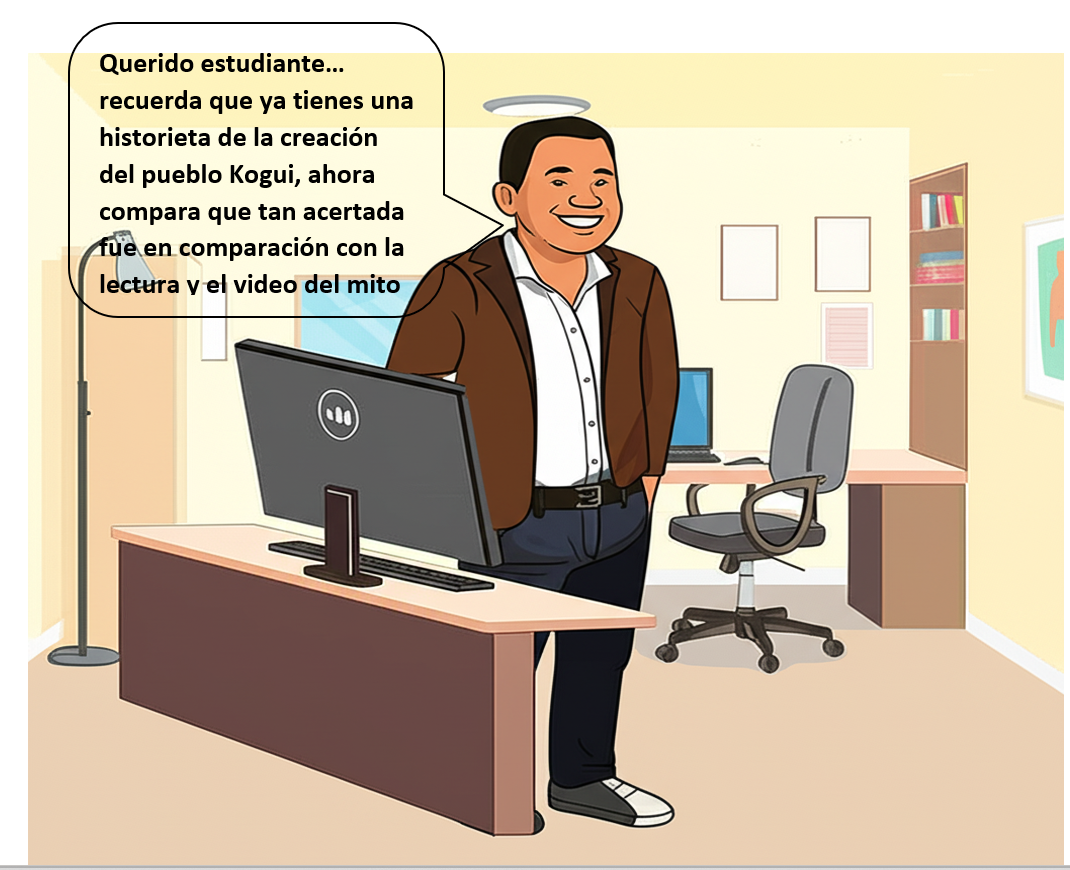 Querido estudiante…
recuerda que ya tienes una
historieta de la creación
del pueblo Kogui, ahora
compara que tan acertada
fue en comparación con la
lectura y el video del mito